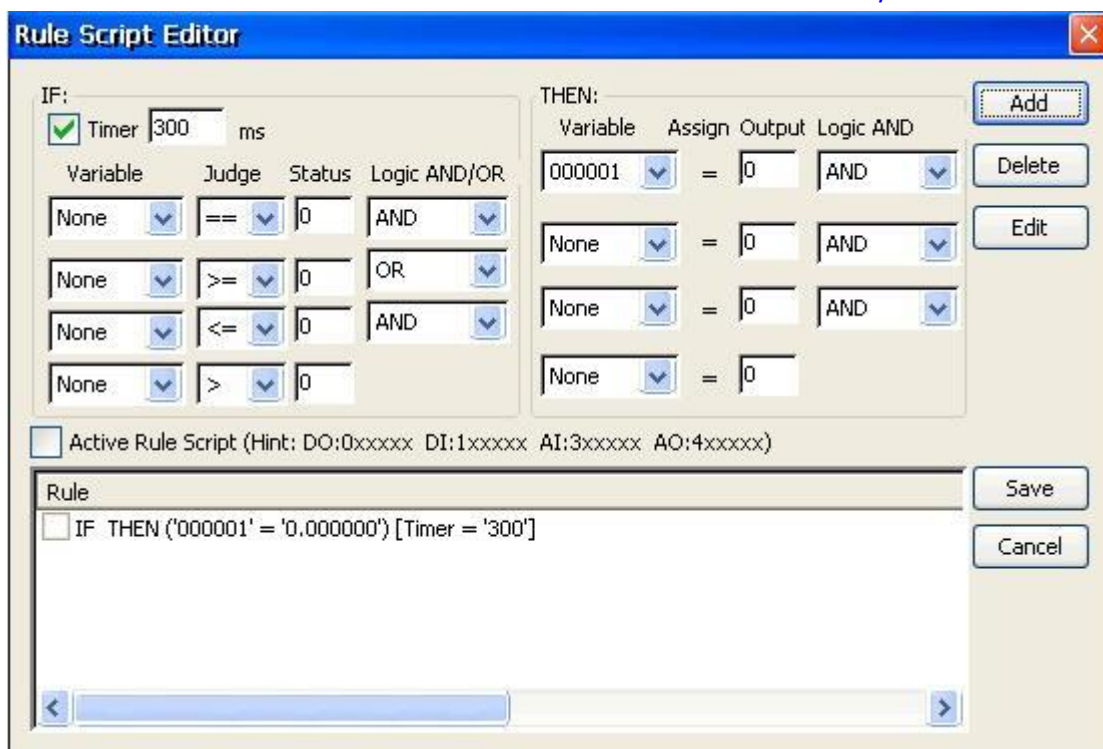 Rule Script Editor
IF:
Timer 300 ms
Variable Judge Status Logic AND/OR
None == 0 AND
None >= 0 OR
None <= 0 AND
None > 0
THEN:
Variable Assign Output Logic AND
000001 = 0 AND
None = 0 AND
None = 0 AND
None = 0
Add
Delete
Edit
Active Rule Script (Hint: DO:0xxxxx DI:1xxxxx AI:3xxxxx AO:4xxxxx)
Rule
IF THEN ('000001' = '0.000000') [Timer = '300']
Save
Cancel